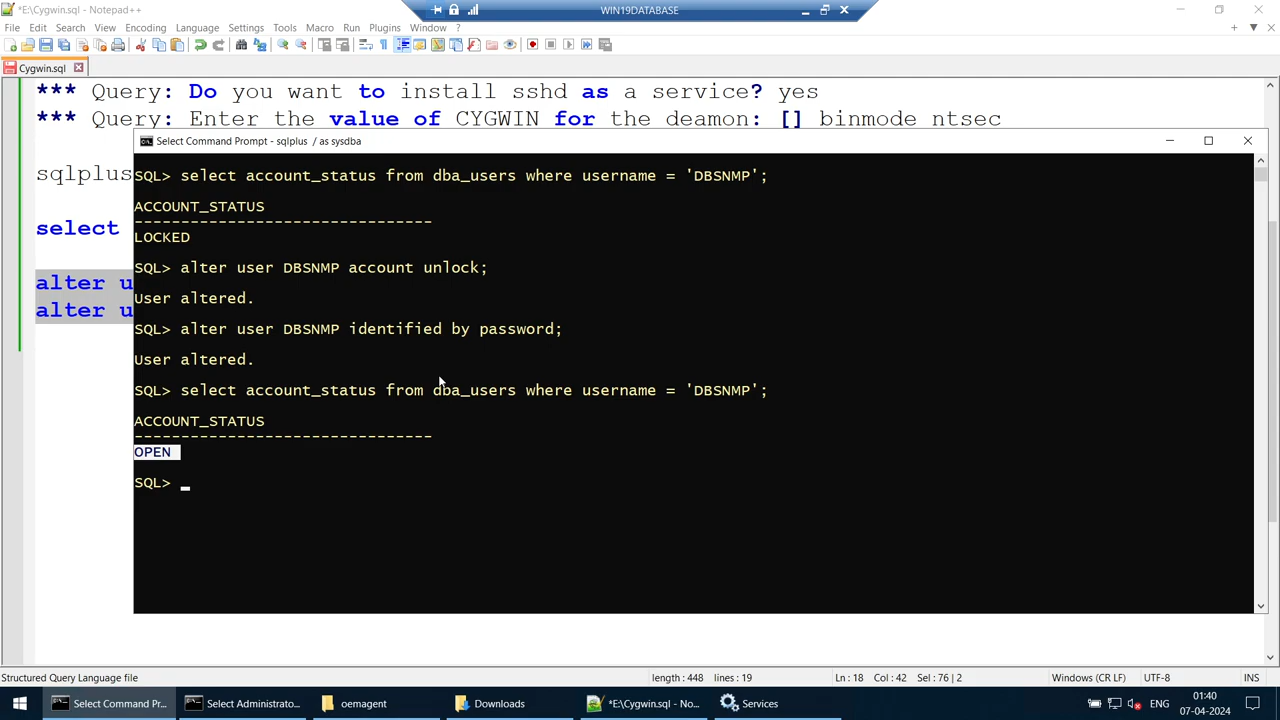 *E:\Cygwin.sql - Notepad++
WIN19DATABASE
File Edit Search View Encoding Language Settings Tools Macro Run Plugins Window ?
Cygwin.sql
*** Query: Do you want to install sshd as a service? yes
*** Query: Enter the value of CYGWIN for the deamon: [] binmode ntsec
Select Command Prompt - sqlplus / as sysdba
sqlplus
select
alter u
alter u
SQL> select account_status from dba_users where username = 'DBSNMP';
ACCOUNT_STATUS
--------------------------------
LOCKED
SQL> alter user DBSNMP account unlock;
User altered.
SQL> alter user DBSNMP identified by password;
User altered.
SQL> select account_status from dba_users where username = 'DBSNMP';
ACCOUNT_STATUS
--------------------------------
OPEN
SQL>
Structured Query Language file length : 448 lines : 19 Ln : 18 Col : 42 Sel : 76 | 2 Windows (CR LF) UTF-8 INS
Select Command Pr... Select Administrato... oemagent Downloads *E:\Cygwin.sql - No... Services ENG
01:40
07-04-2024